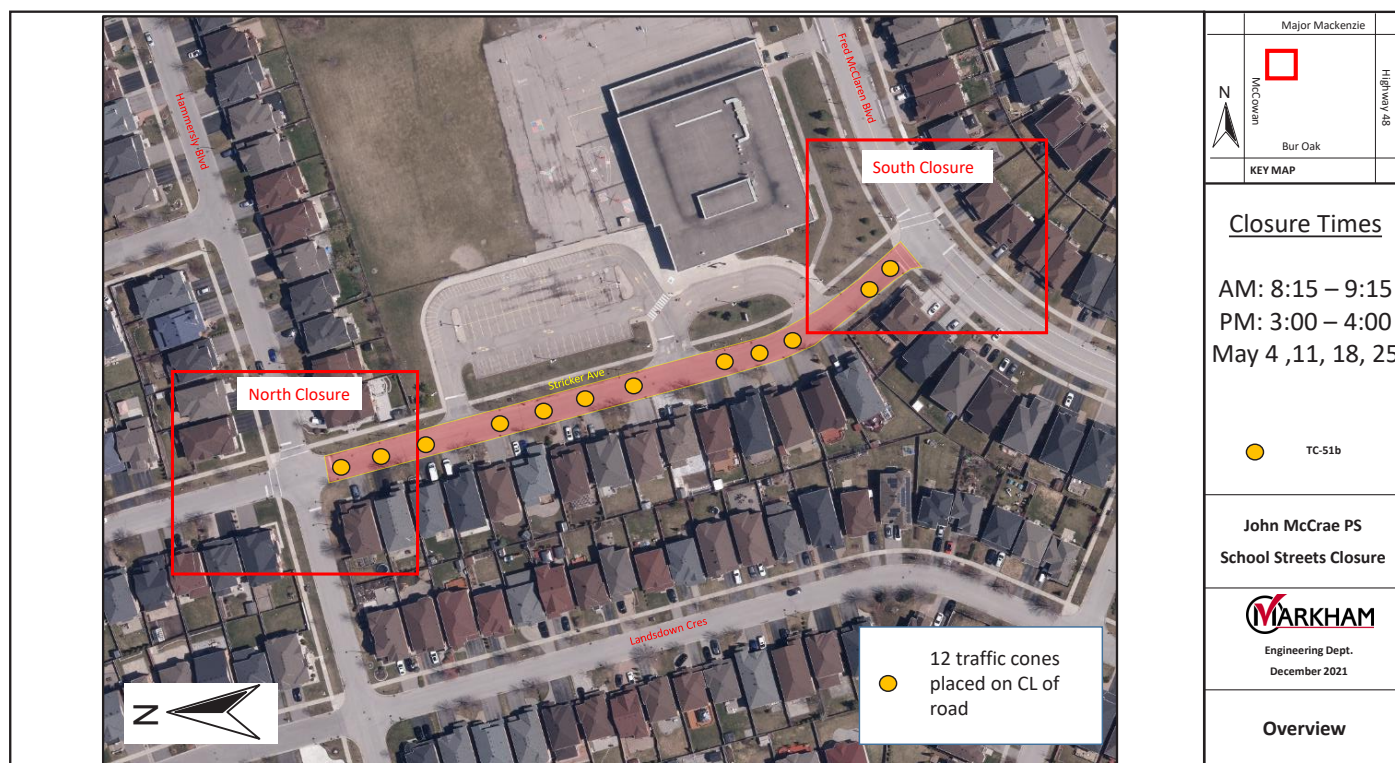 Hammersly Blvd
Fred McClaren Blvd
South Closure
North Closure
Stricker Ave
Landsdown Cres
12 traffic cones
placed on CL of
road
N
Major Mackenzie
McCowan
Highway 48
N
Bur Oak
KEY MAP
Closure Times
AM: 8:15 – 9:15
PM: 3:00 – 4:00
May 4 ,11, 18, 25
TC-51b
John McCrae PS
School Streets Closure
MARKHAM
Engineering Dept.
December 2021
Overview